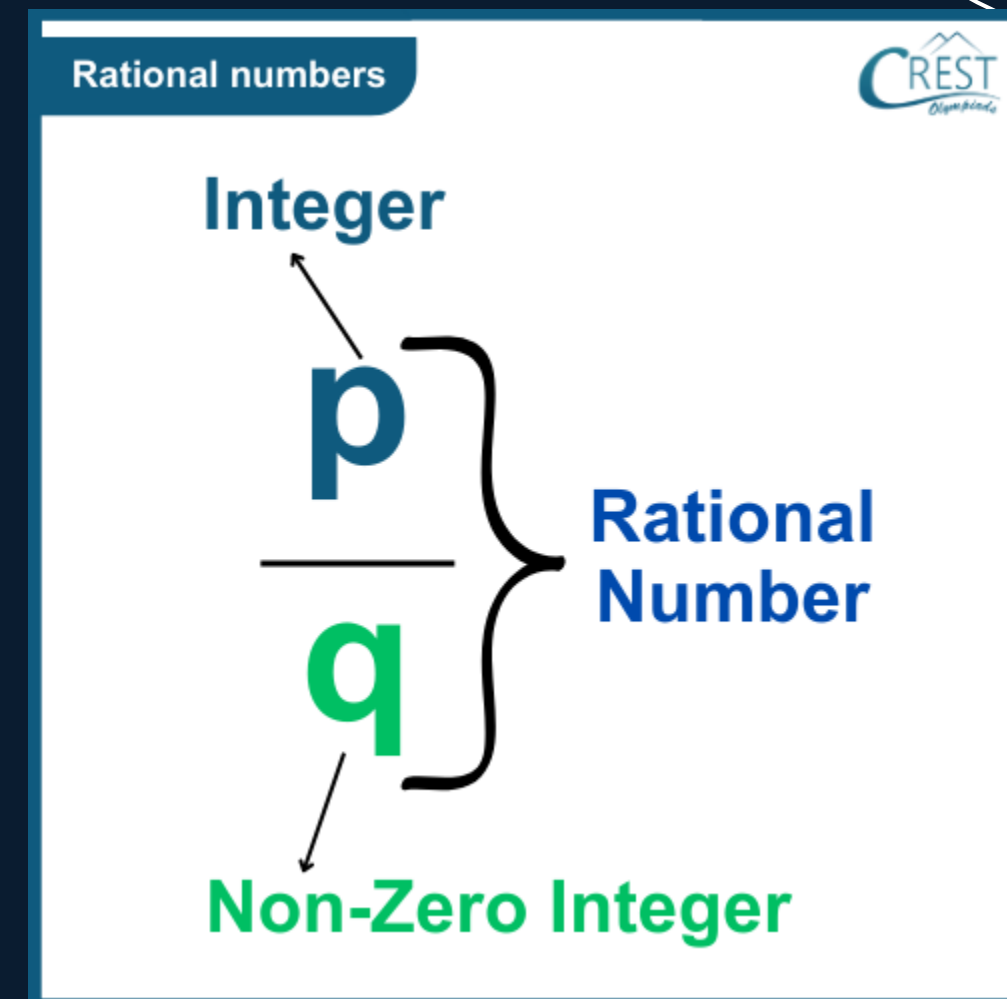 Rational numbers
CREST
Olympiads
Integer
p
q
Rational
Number
Non-Zero Integer